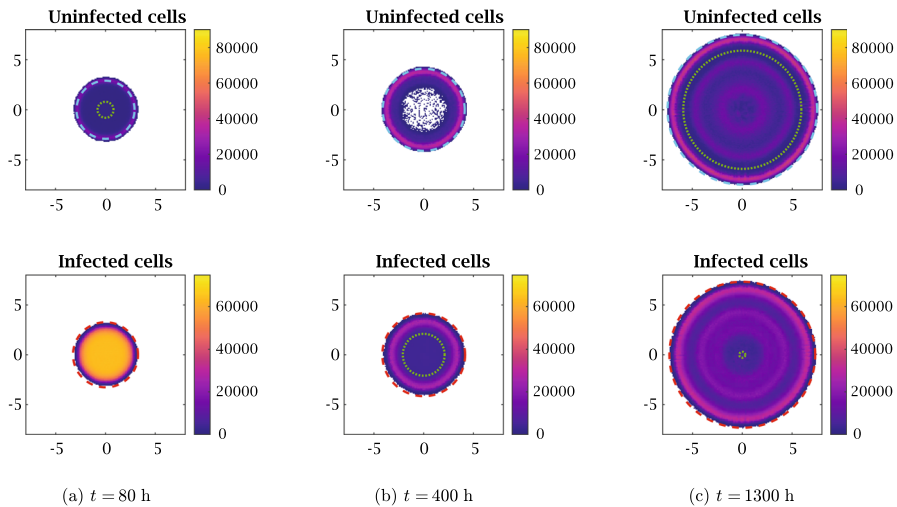 Uninfected cells Uninfected cells Uninfected cells
80000 80000 80000
5 5 5
60000 60000 60000
0 0 0
40000 40000 40000
-5 -5 -5
20000 20000 20000
0 0 0
-5 0 5 -5 0 5 -5 0 5
Infected cells Infected cells Infected cells
5 60000 5 60000 5 60000
0 40000 0 40000 0 40000
20000 20000 20000
-5 -5 -5
0 0 0
-5 0 5 -5 0 5 -5 0 5
(a) t = 80 h (b) t = 400 h (c) t = 1300 h